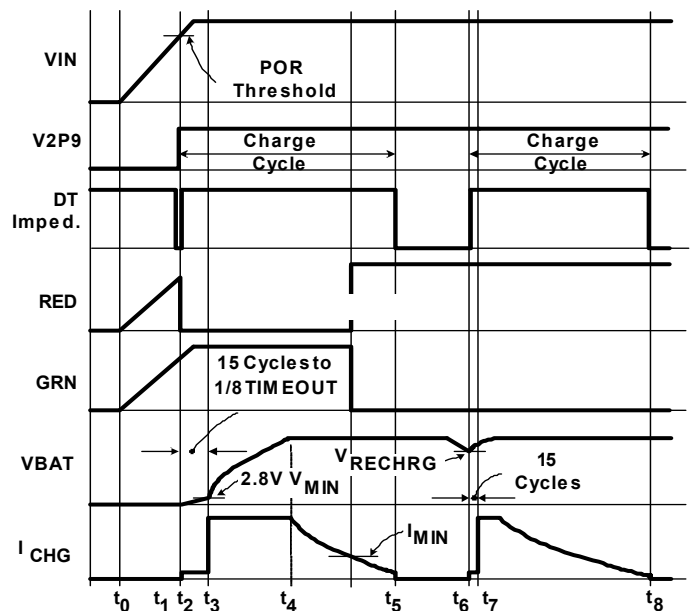 VIN
POR
Threshold
V2P9
Charge
Cycle
Charge
Cycle
DT
Imped.
RED
GRN
15 Cycles to
1/8 TIMEOUT
VBAT
2.8V VMIN
VRECHRG
15
Cycles
I CHG
IMIN
t0 t1 t2 t3 t4 t5 t6 t7 t8